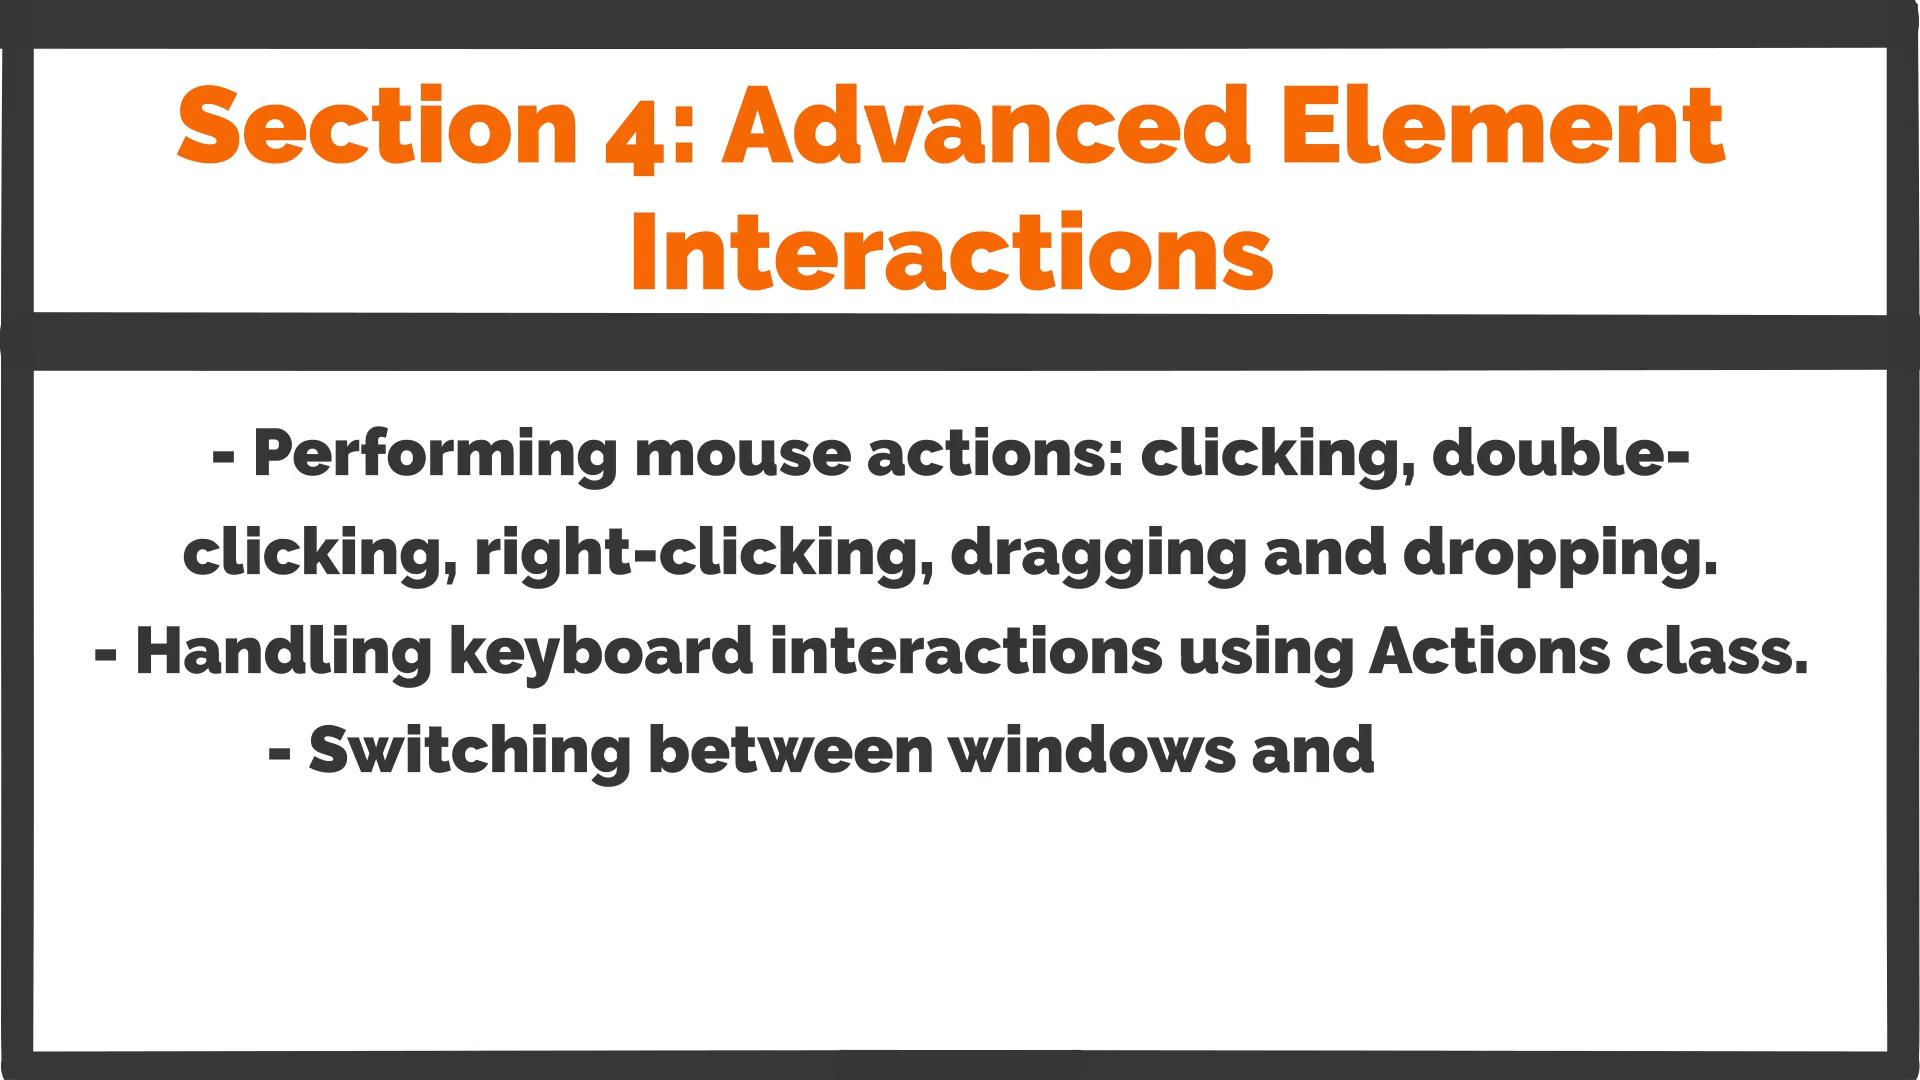 Section 4: Advanced Element
Interactions
- Performing mouse actions: clicking, double-
clicking, right-clicking, dragging and dropping.
- Handling keyboard interactions using Actions class.
- Switching between windows and